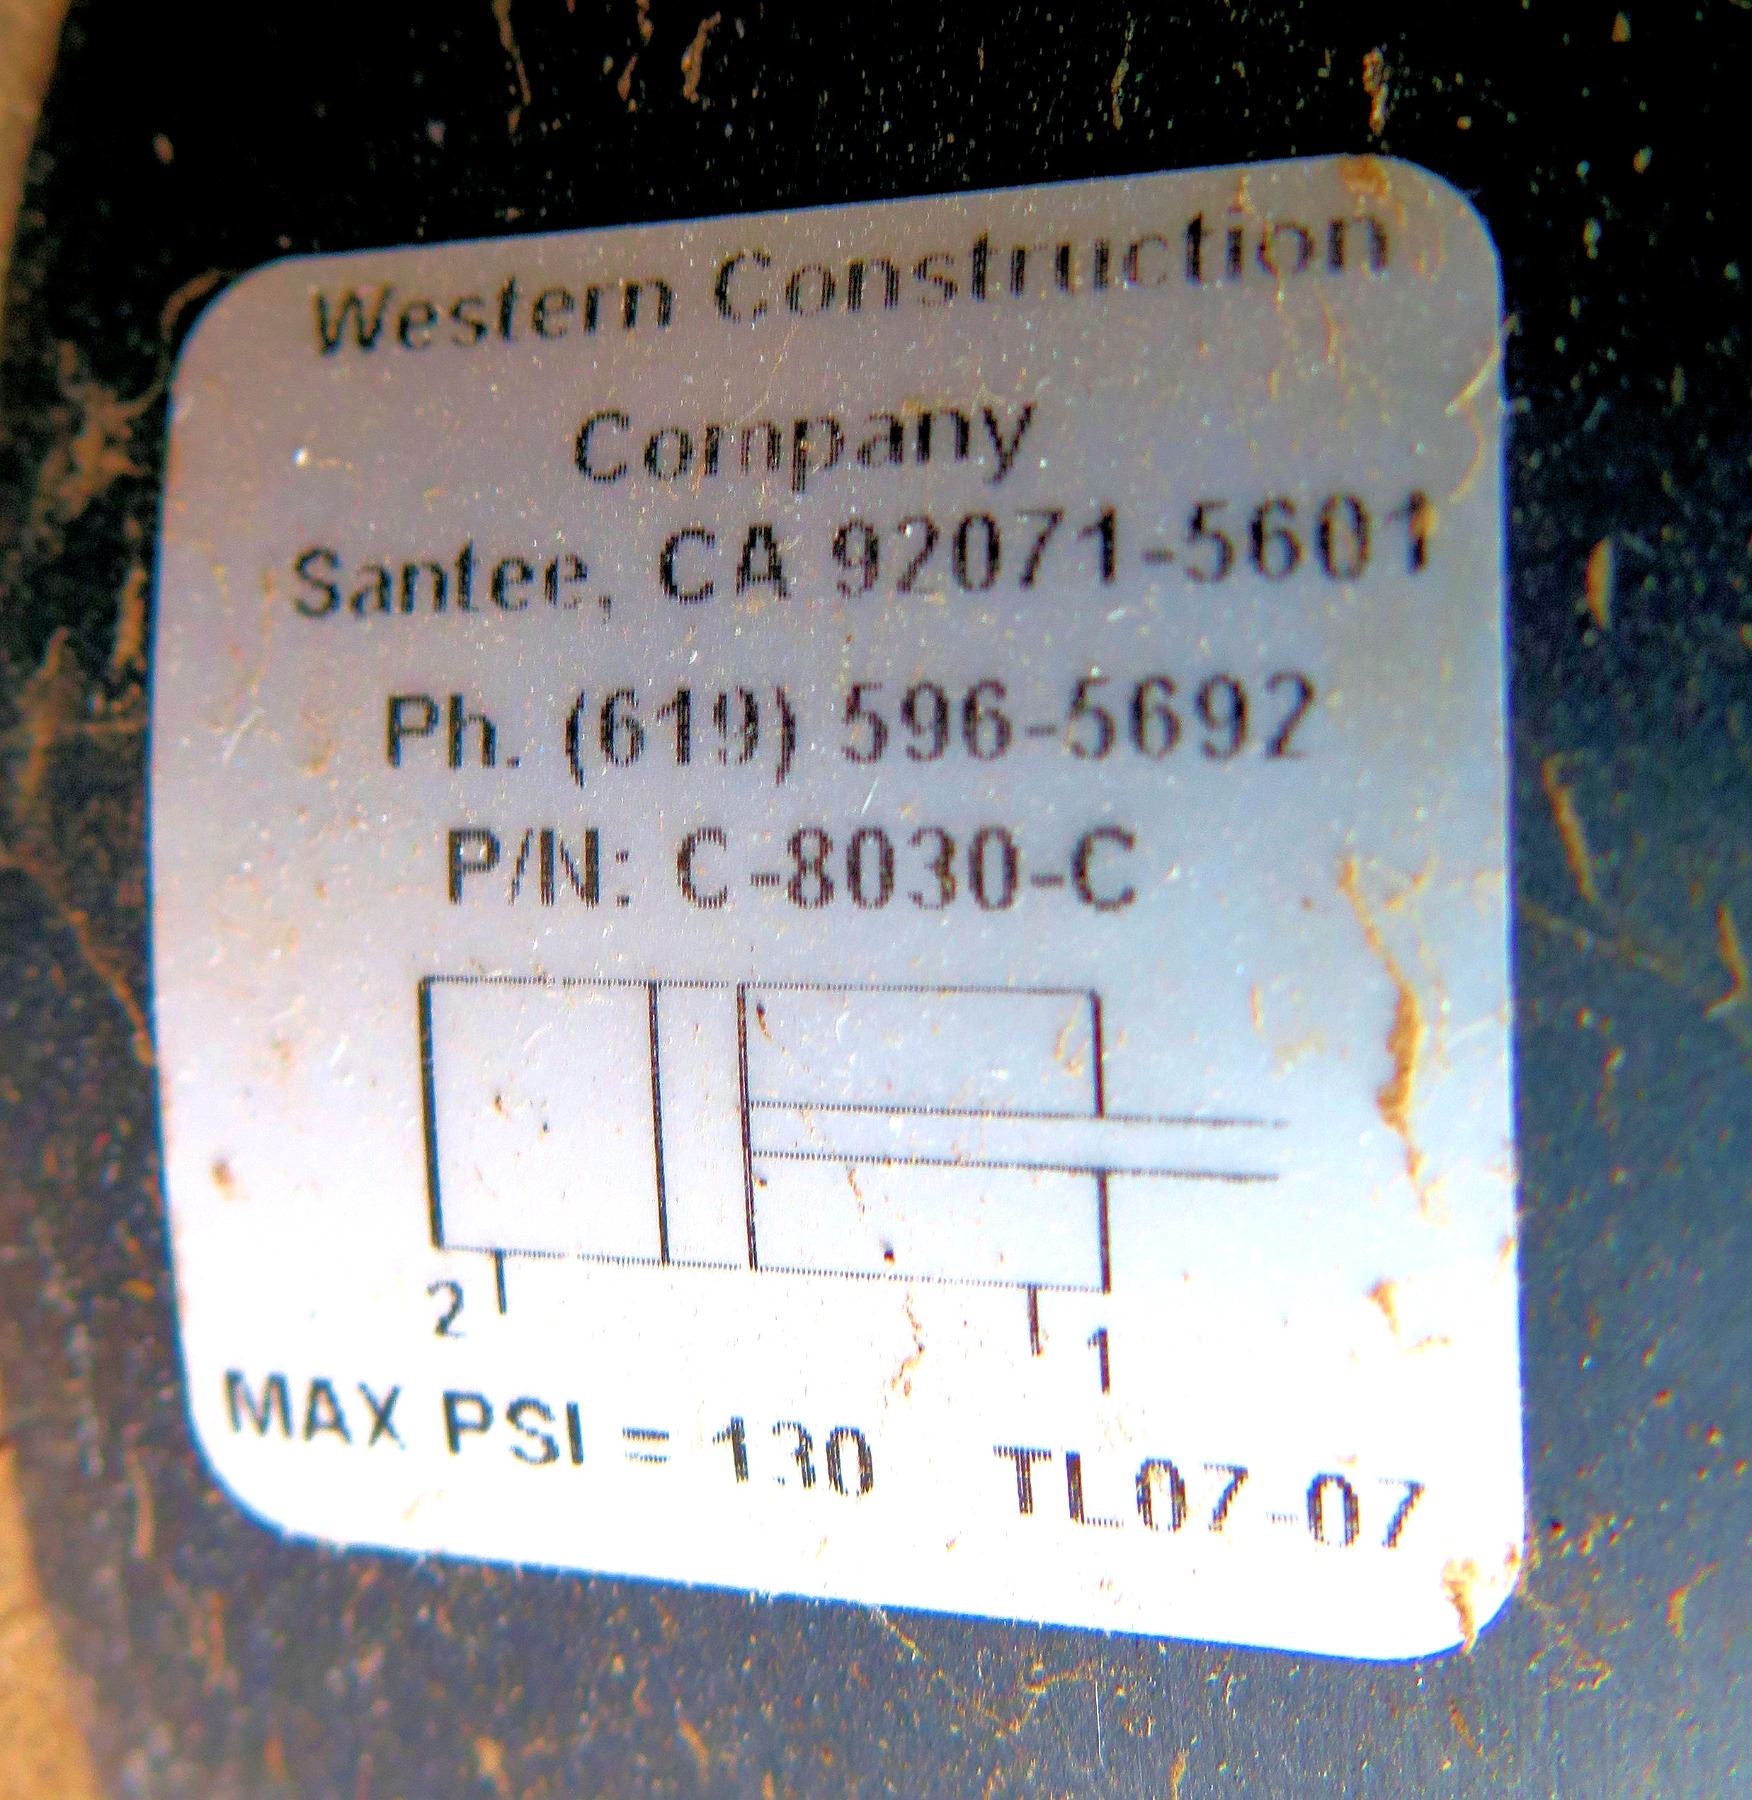 Western Construction
Company
Santee, CA 92071-5601
Ph. (619) 596-5692
P/N: C-8030-C
2
1
MAX PSI = 130 TL07-07